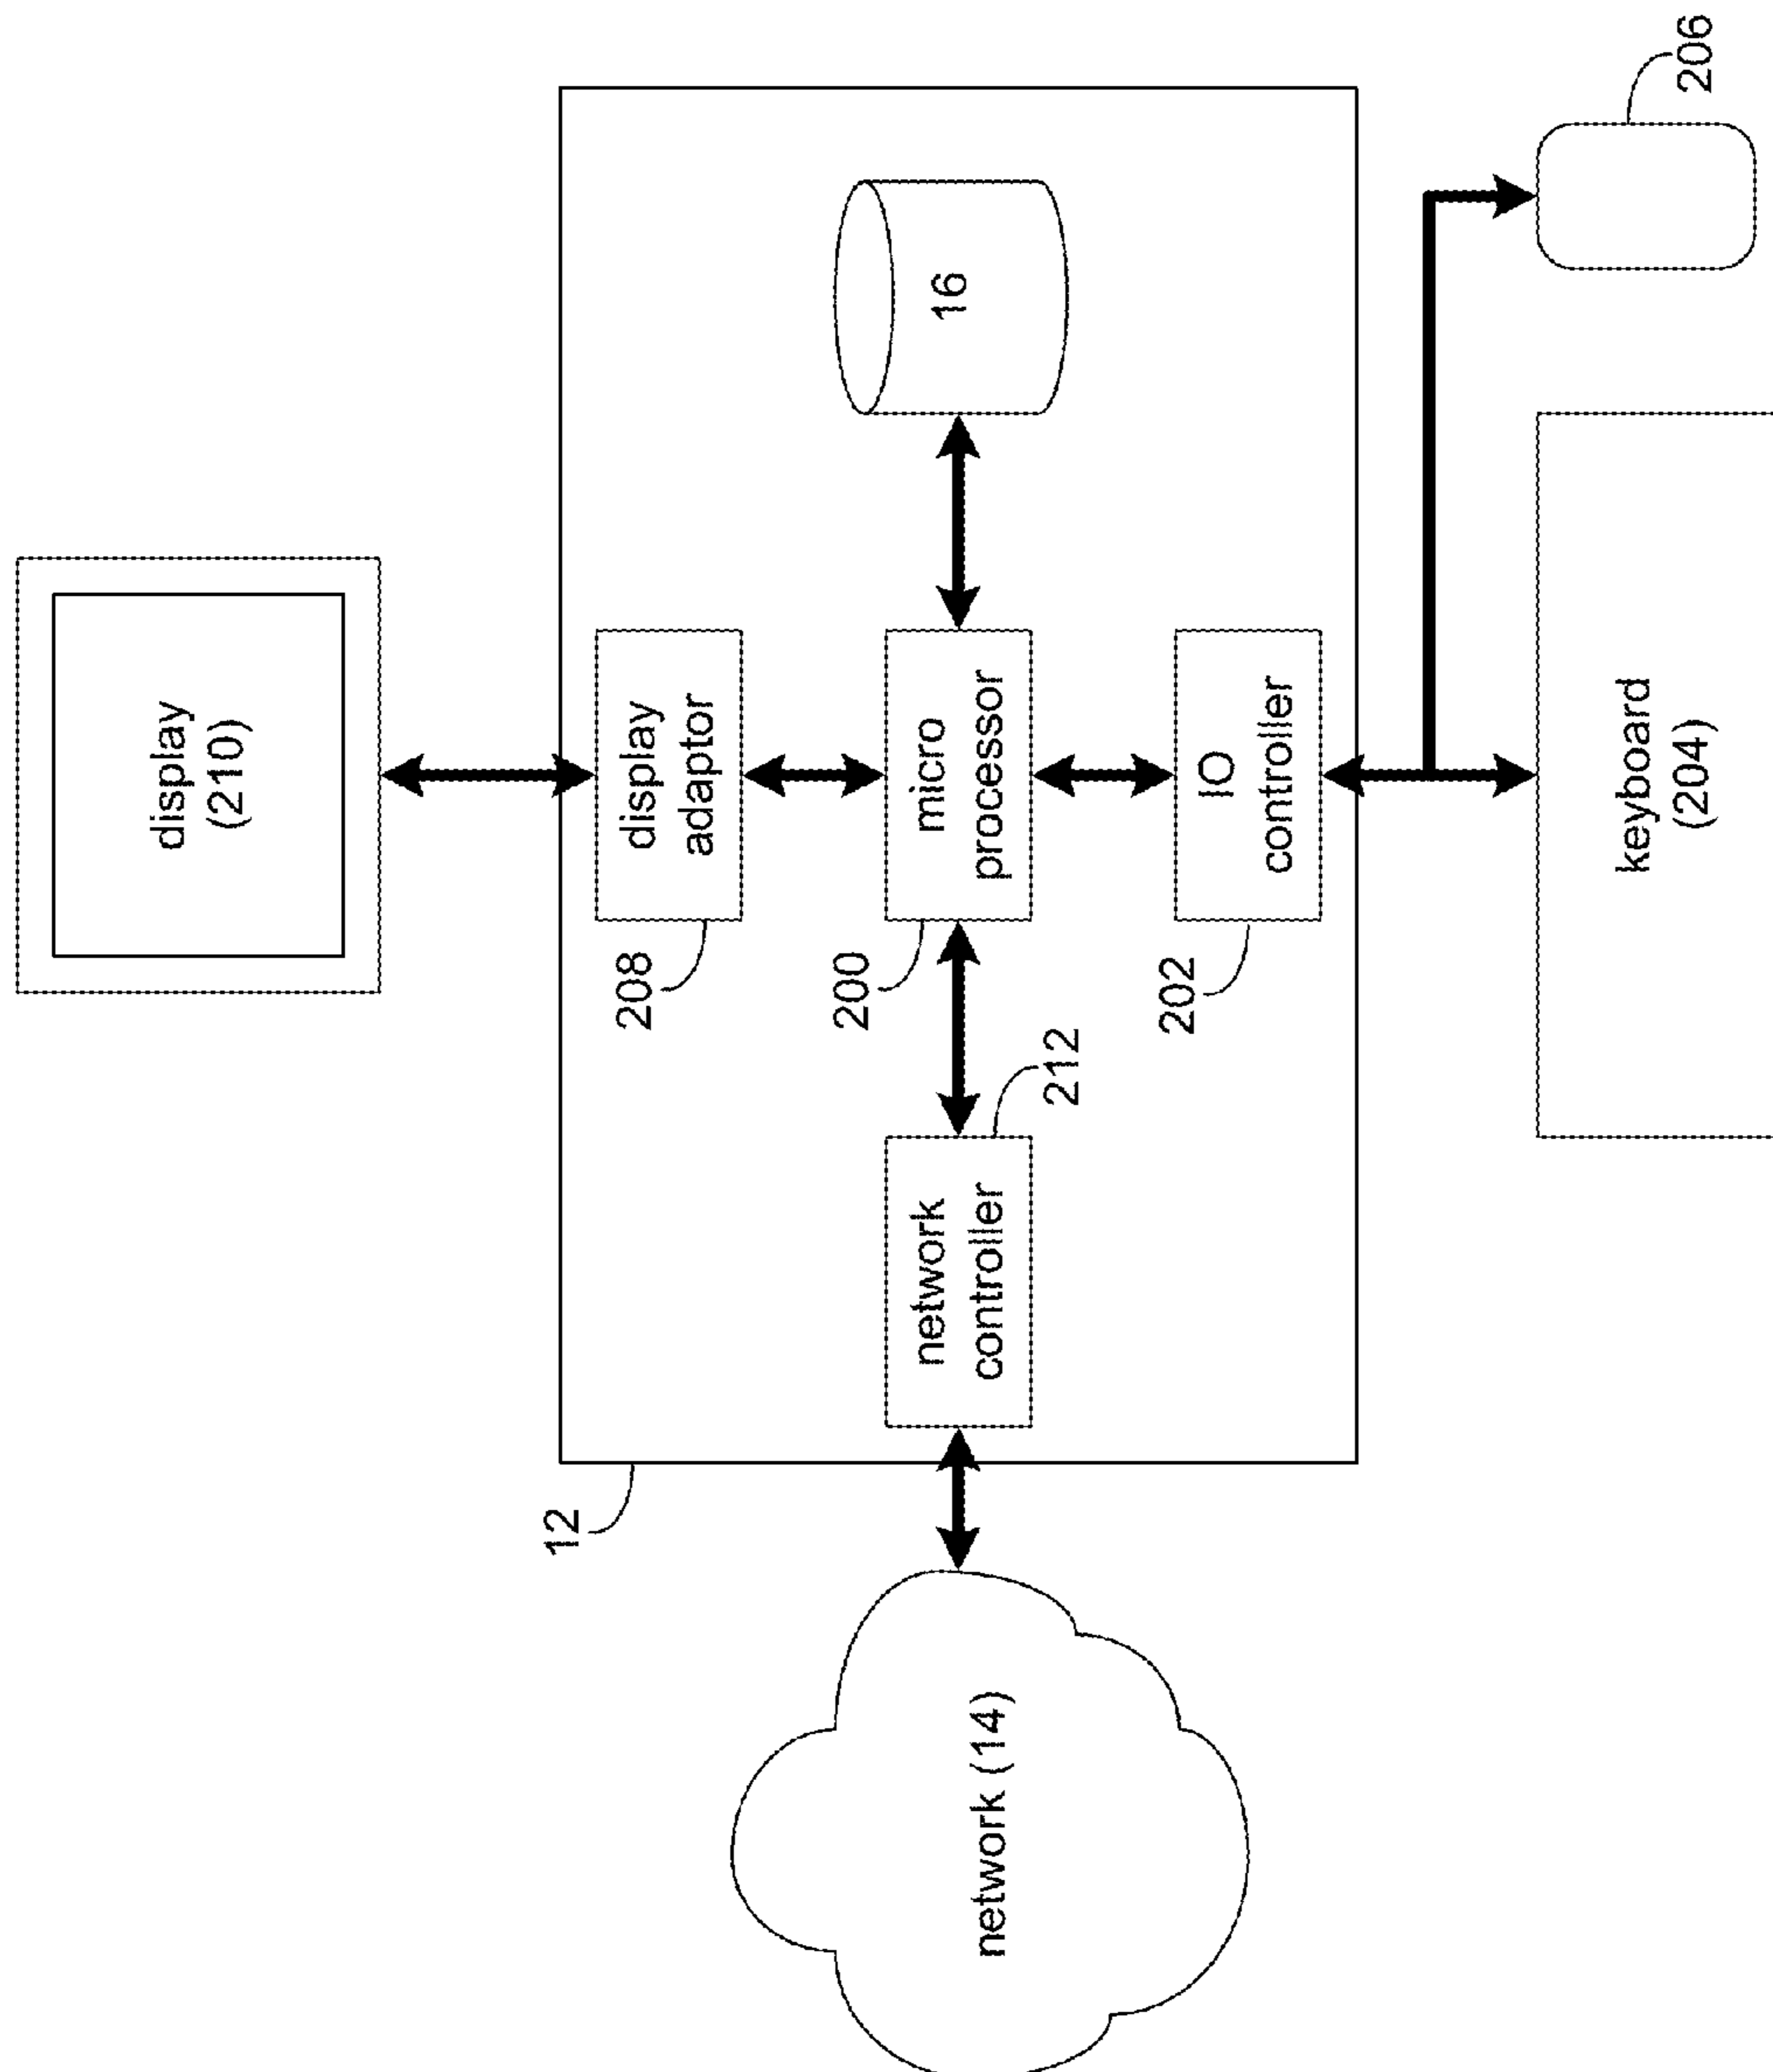 display
(210)
display
adaptor
208
micro
processor
200
16
network
controller
212
IO
controller
202
12
network (14)
keyboard
(204)
206